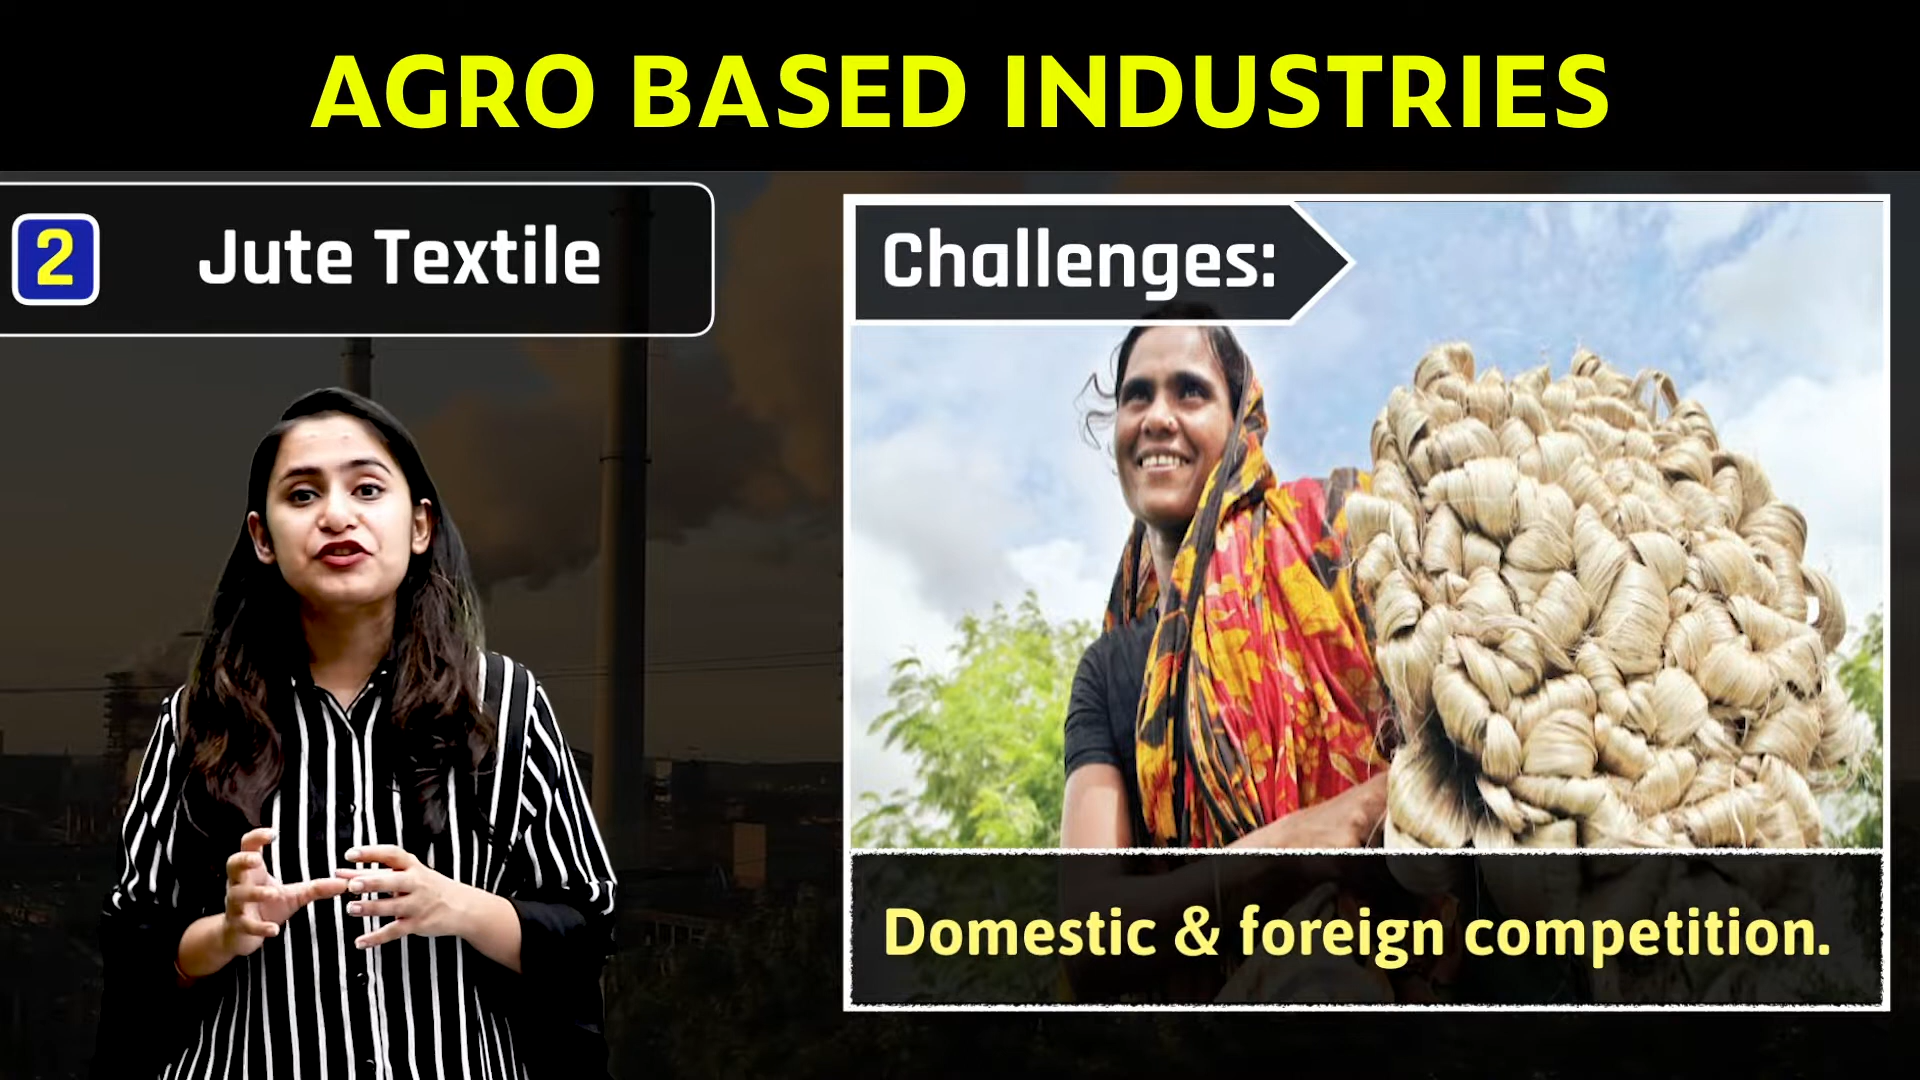 AGRO BASED INDUSTRIES
2 Jute Textile
Challenges:
Domestic & foreign competition.